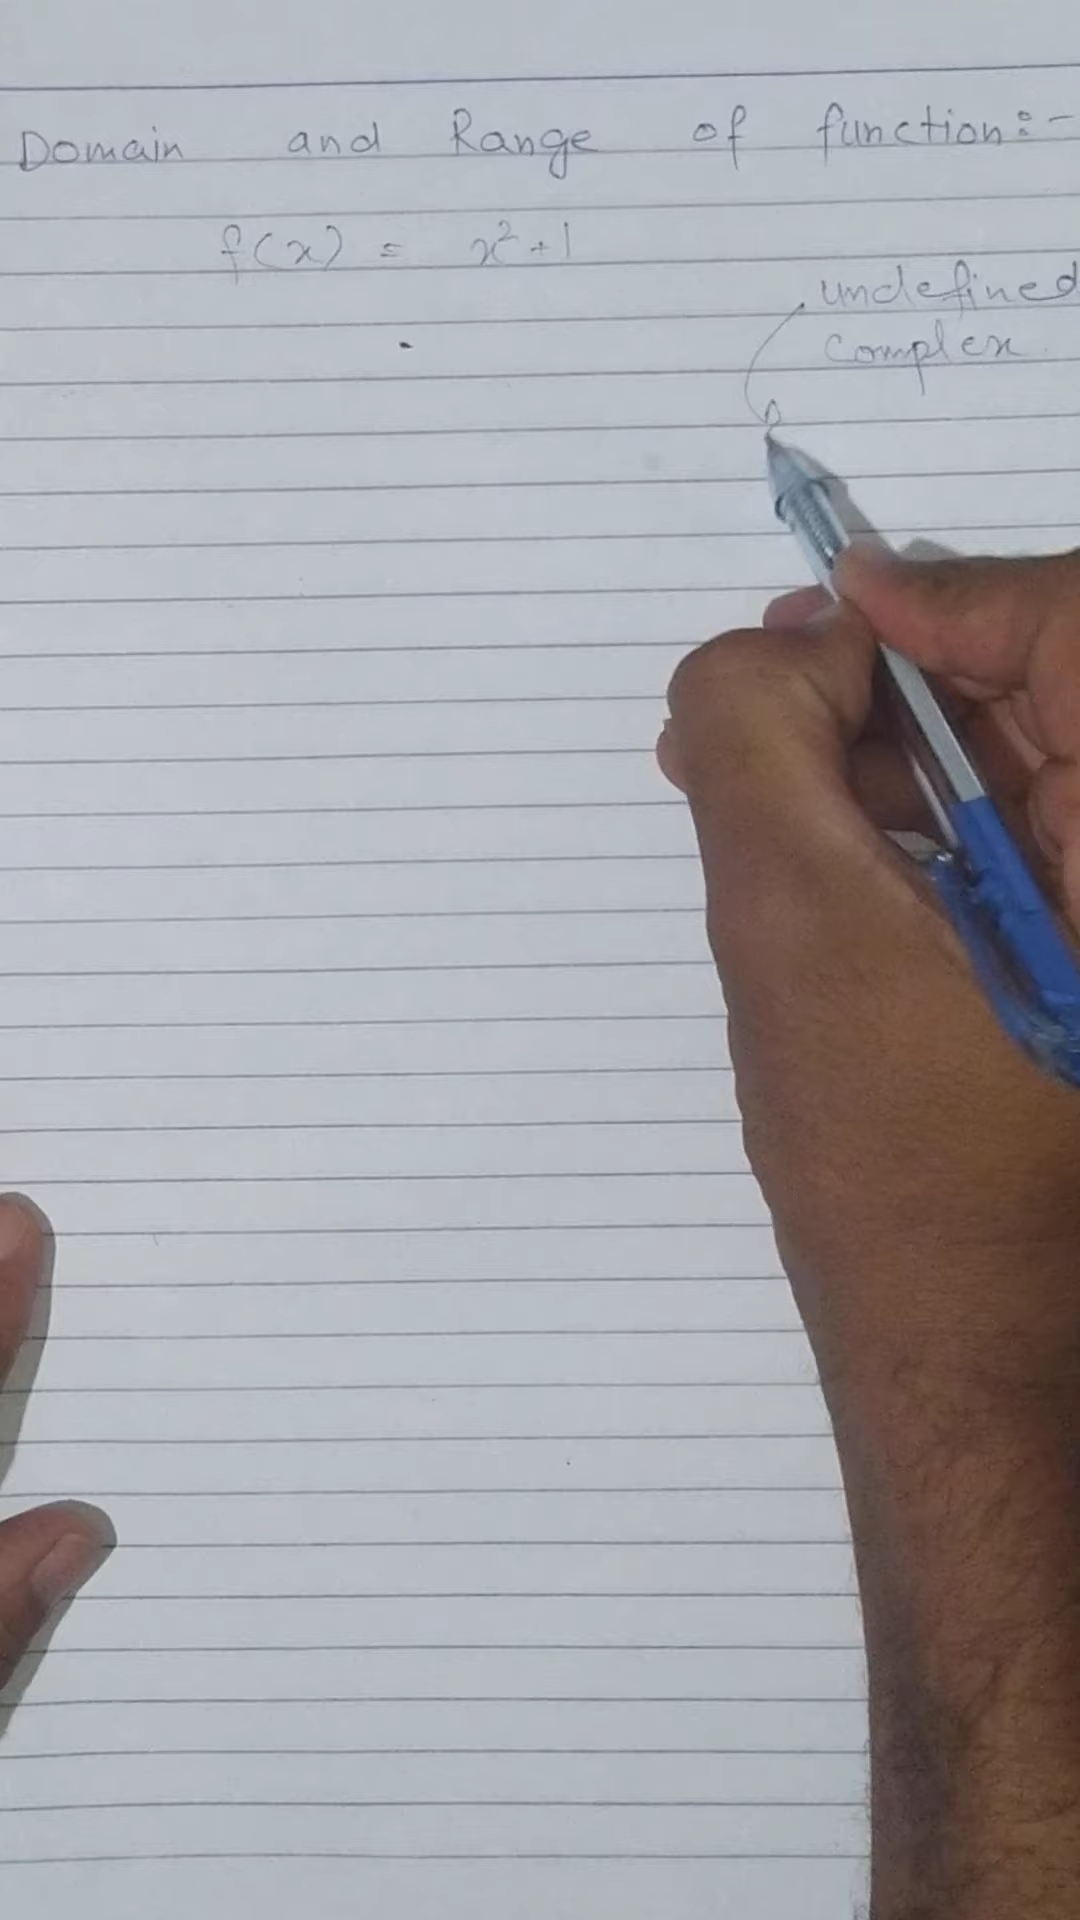 Domain and Range of function:-
f(x) = x²+1
undefined
complex